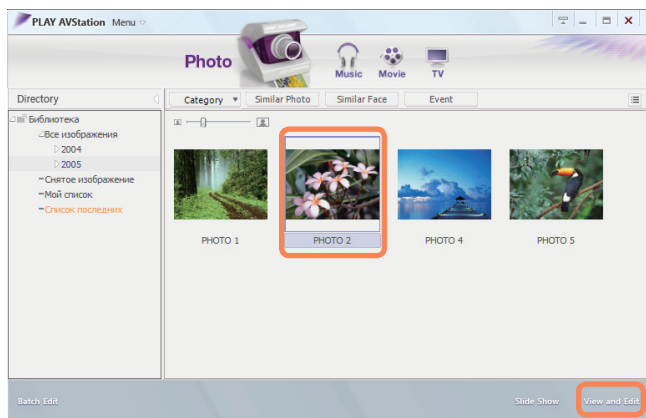 PLAY AVStation Menu
Photo
Music Movie TV
Directory
Category Similar Photo Similar Face Event
Библиотека
Все изображения
2004
2005
Снятое изображение
Мой список
Список последних
PHOTO 1 PHOTO 2 PHOTO 4 PHOTO 5
Batch Edit Slide Show View and Edit